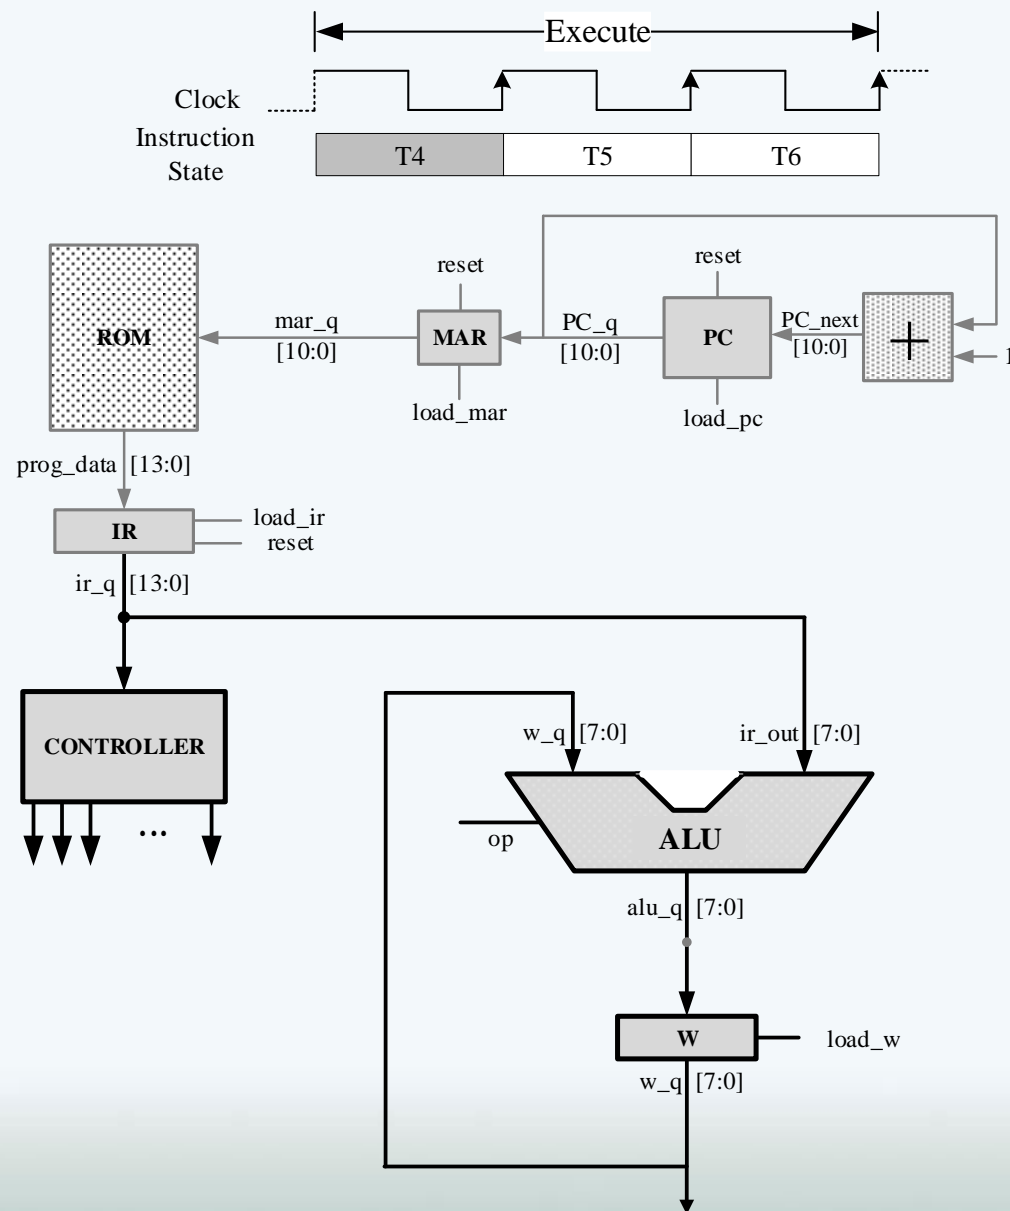 Execute
Clock
Instruction
State
T4 T5 T6
reset
reset
ROM
mar_q
[10:0]
MAR
PC_q
[10:0]
PC
PC_next
[10:0]
+
1
load_mar
load_pc
prog_data [13:0]
IR
load_ir
reset
ir_q [13:0]
CONTROLLER
...
w_q [7:0]
ir_out [7:0]
op
ALU
alu_q [7:0]
W
load_w
w_q [7:0]